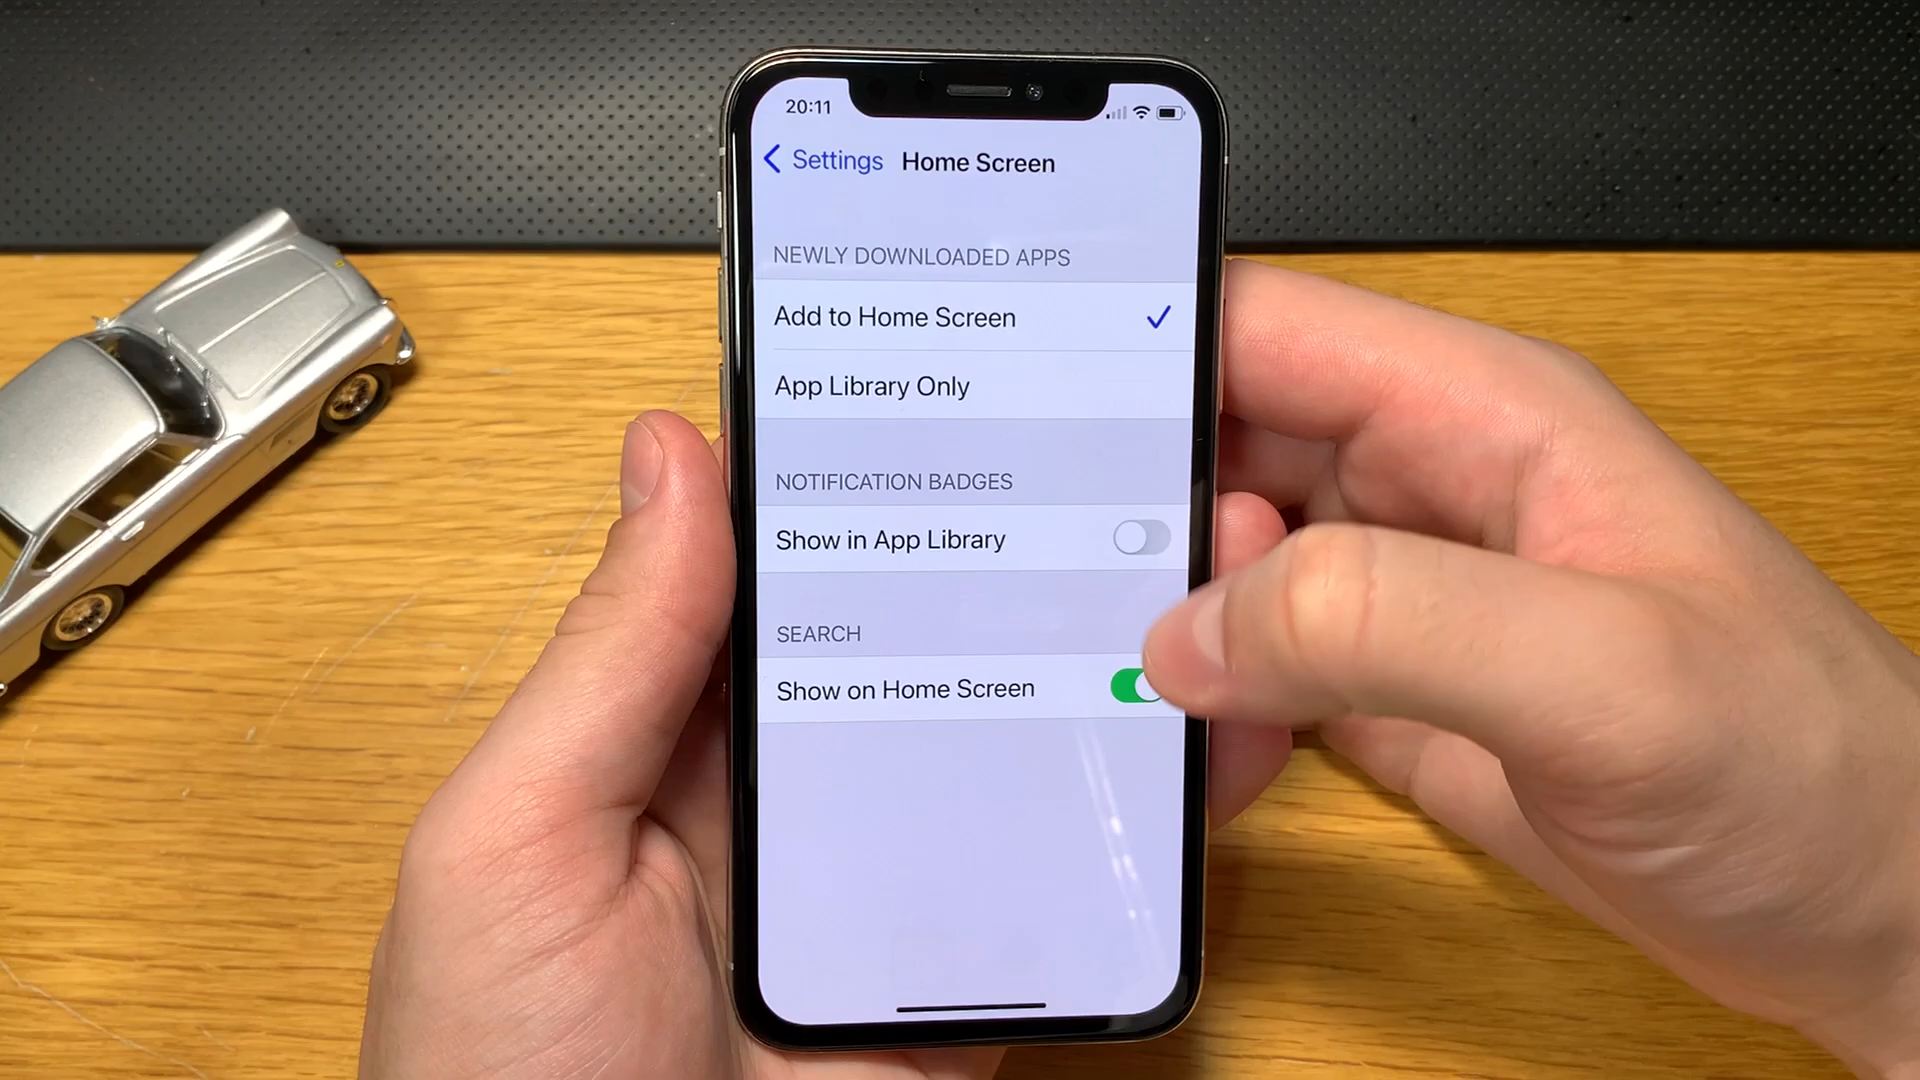 20:11
Settings Home Screen
NEWLY DOWNLOADED APPS
Add to Home Screen
App Library Only
NOTIFICATION BADGES
Show in App Library
SEARCH
Show on Home Screen